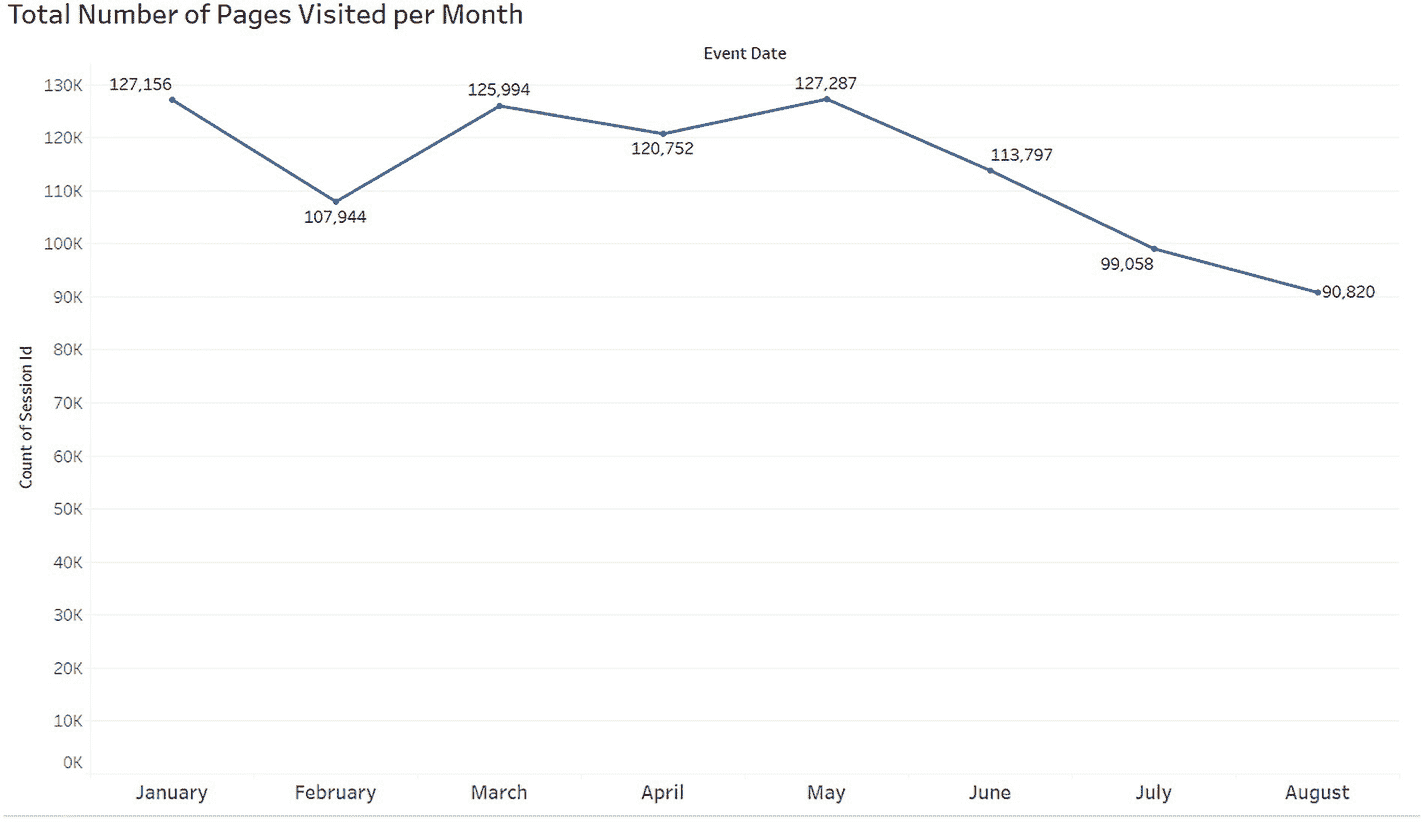 Total Number of Pages Visited per Month
Event Date
130K
120K
110K
100K
90K
80K
70K
60K
50K
40K
30K
20K
10K
0K
Count of Session Id
127,156
107,944
125,994
120,752
127,287
113,797
99,058
90,820
January
February
March
April
May
June
July
August